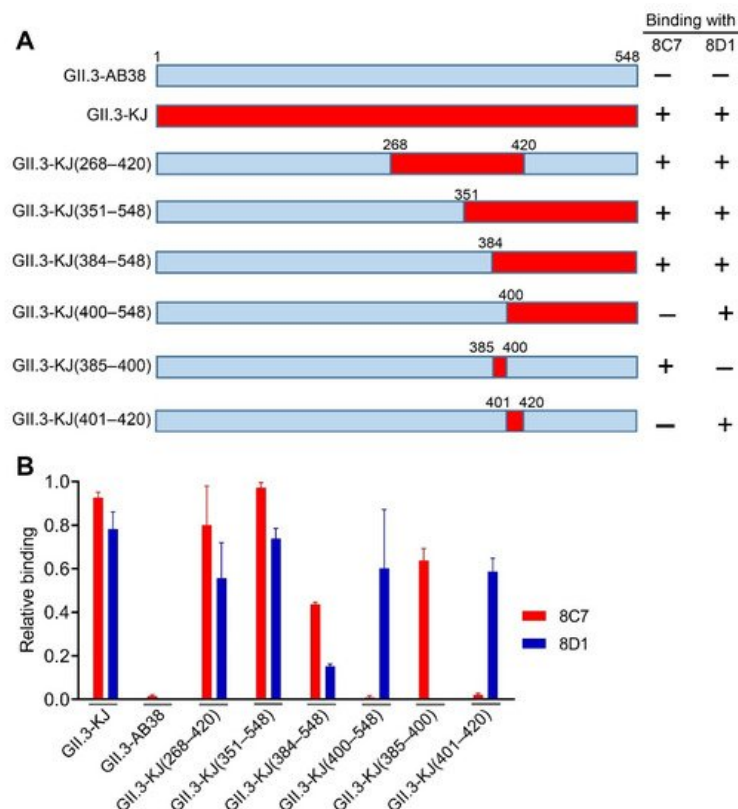 Binding with
A
8C7 8D1
1 548
GII.3-AB38 – –
GII.3-KJ + +
268 420
GII.3-KJ(268–420) + +
351
GII.3-KJ(351–548) + +
384
GII.3-KJ(384–548) + +
400
GII.3-KJ(400–548) – +
385 400
GII.3-KJ(385–400) + –
401 420
GII.3-KJ(401–420) – +
B
1.0
0.8
0.6
0.4
0.2
0.0
Relative binding
8C7
8D1
GII.3-KJ
GII.3-AB38
GII.3-KJ(268–420)
GII.3-KJ(351–548)
GII.3-KJ(384–548)
GII.3-KJ(400–548)
GII.3-KJ(385–400)
GII.3-KJ(401–420)